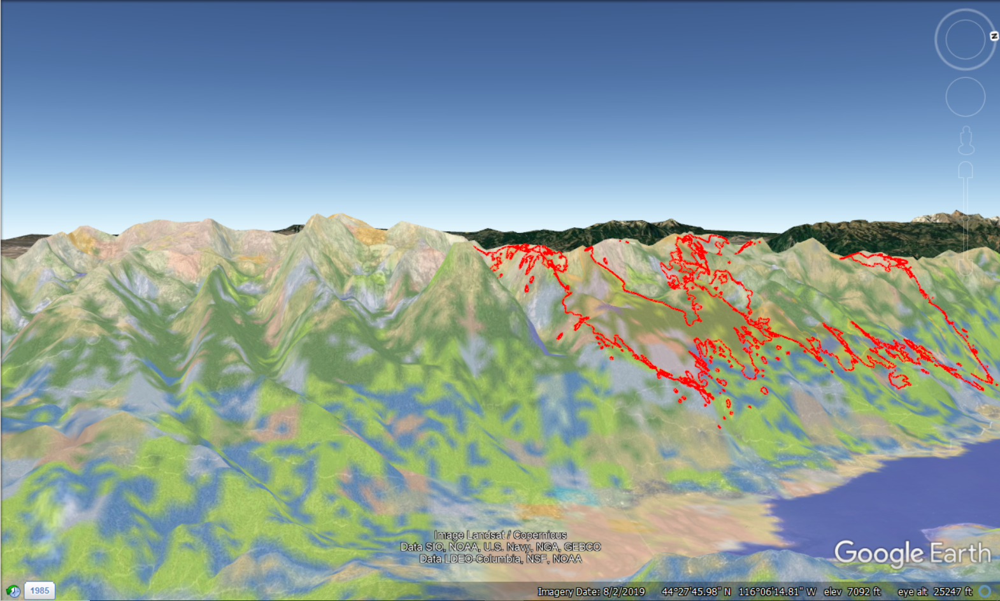 N
Image Landsat / Copernicus
Data SIO, NOAA, U.S. Navy, NGA, GEBCO
Data LDEO-Columbia, NSF, NOAA
Google Earth
1985
Imagery Date: 8/2/2019 44°27'45.98" N 116°06'14.81" W elev 7092 ft eye alt 25247 ft